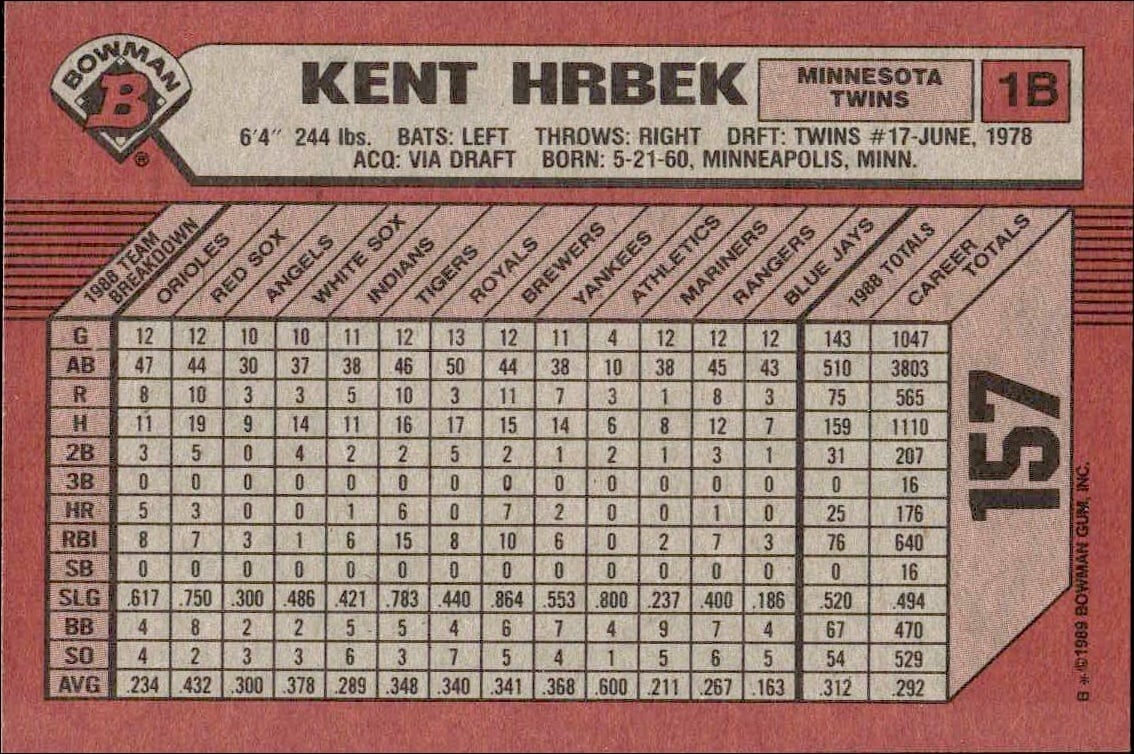 BOWMAN
B
®
KENT HRBEK
MINNESOTA
TWINS
1B
6'4" 244 lbs. BATS: LEFT THROWS: RIGHT DRFT: TWINS #17-JUNE, 1978
ACQ: VIA DRAFT BORN: 5-21-60, MINNEAPOLIS, MINN.
1988 TEAM BREAKDOWN ORIOLES RED SOX ANGELS WHITE SOX INDIANS TIGERS ROYALS BREWERS YANKEES ATHLETICS MARINERS RANGERS BLUE JAYS 1988 TOTALS CAREER TOTALS
G 12 12 10 10 11 12 13 12 11 4 12 12 12 143 1047
AB 47 44 30 37 38 46 50 44 38 10 38 45 43 510 3803
R 8 10 3 3 5 10 3 11 7 3 1 8 3 75 565
H 11 19 9 14 11 16 17 15 14 6 8 12 7 159 1110
2B 3 5 0 4 2 2 5 2 1 2 1 3 1 31 207
3B 0 0 0 0 0 0 0 0 0 0 0 0 0 0 16
HR 5 3 0 0 1 6 0 7 2 0 0 1 0 25 176
RBI 8 7 3 1 6 15 8 10 6 0 2 7 3 76 640
SB 0 0 0 0 0 0 0 0 0 0 0 0 0 0 16
SLG .617 .750 .300 .486 .421 .783 .440 .864 .553 .800 .237 .400 .186 .520 .494
BB 4 8 2 2 5 5 4 6 7 4 9 7 4 67 470
SO 4 2 3 3 6 3 7 5 4 1 5 6 5 54 529
AVG .234 .432 .300 .378 .289 .348 .340 .341 .368 .600 .211 .267 .163 .312 .292
157
B*©1989 BOWMAN GUM, INC.